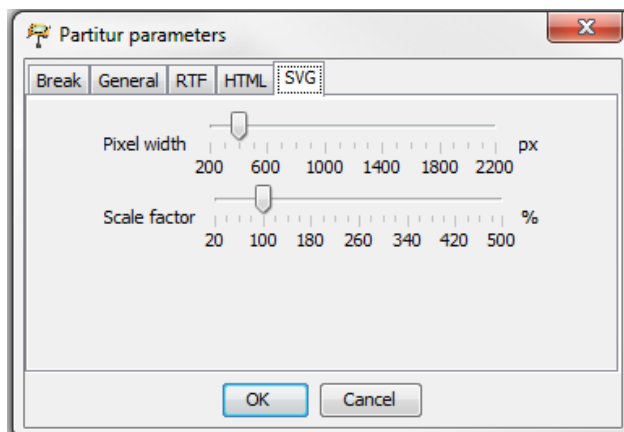 Partitur parameters
Break General RTF HTML SVG
Pixel width px
200 600 1000 1400 1800 2200
Scale factor %
20 100 180 260 340 420 500
OK Cancel